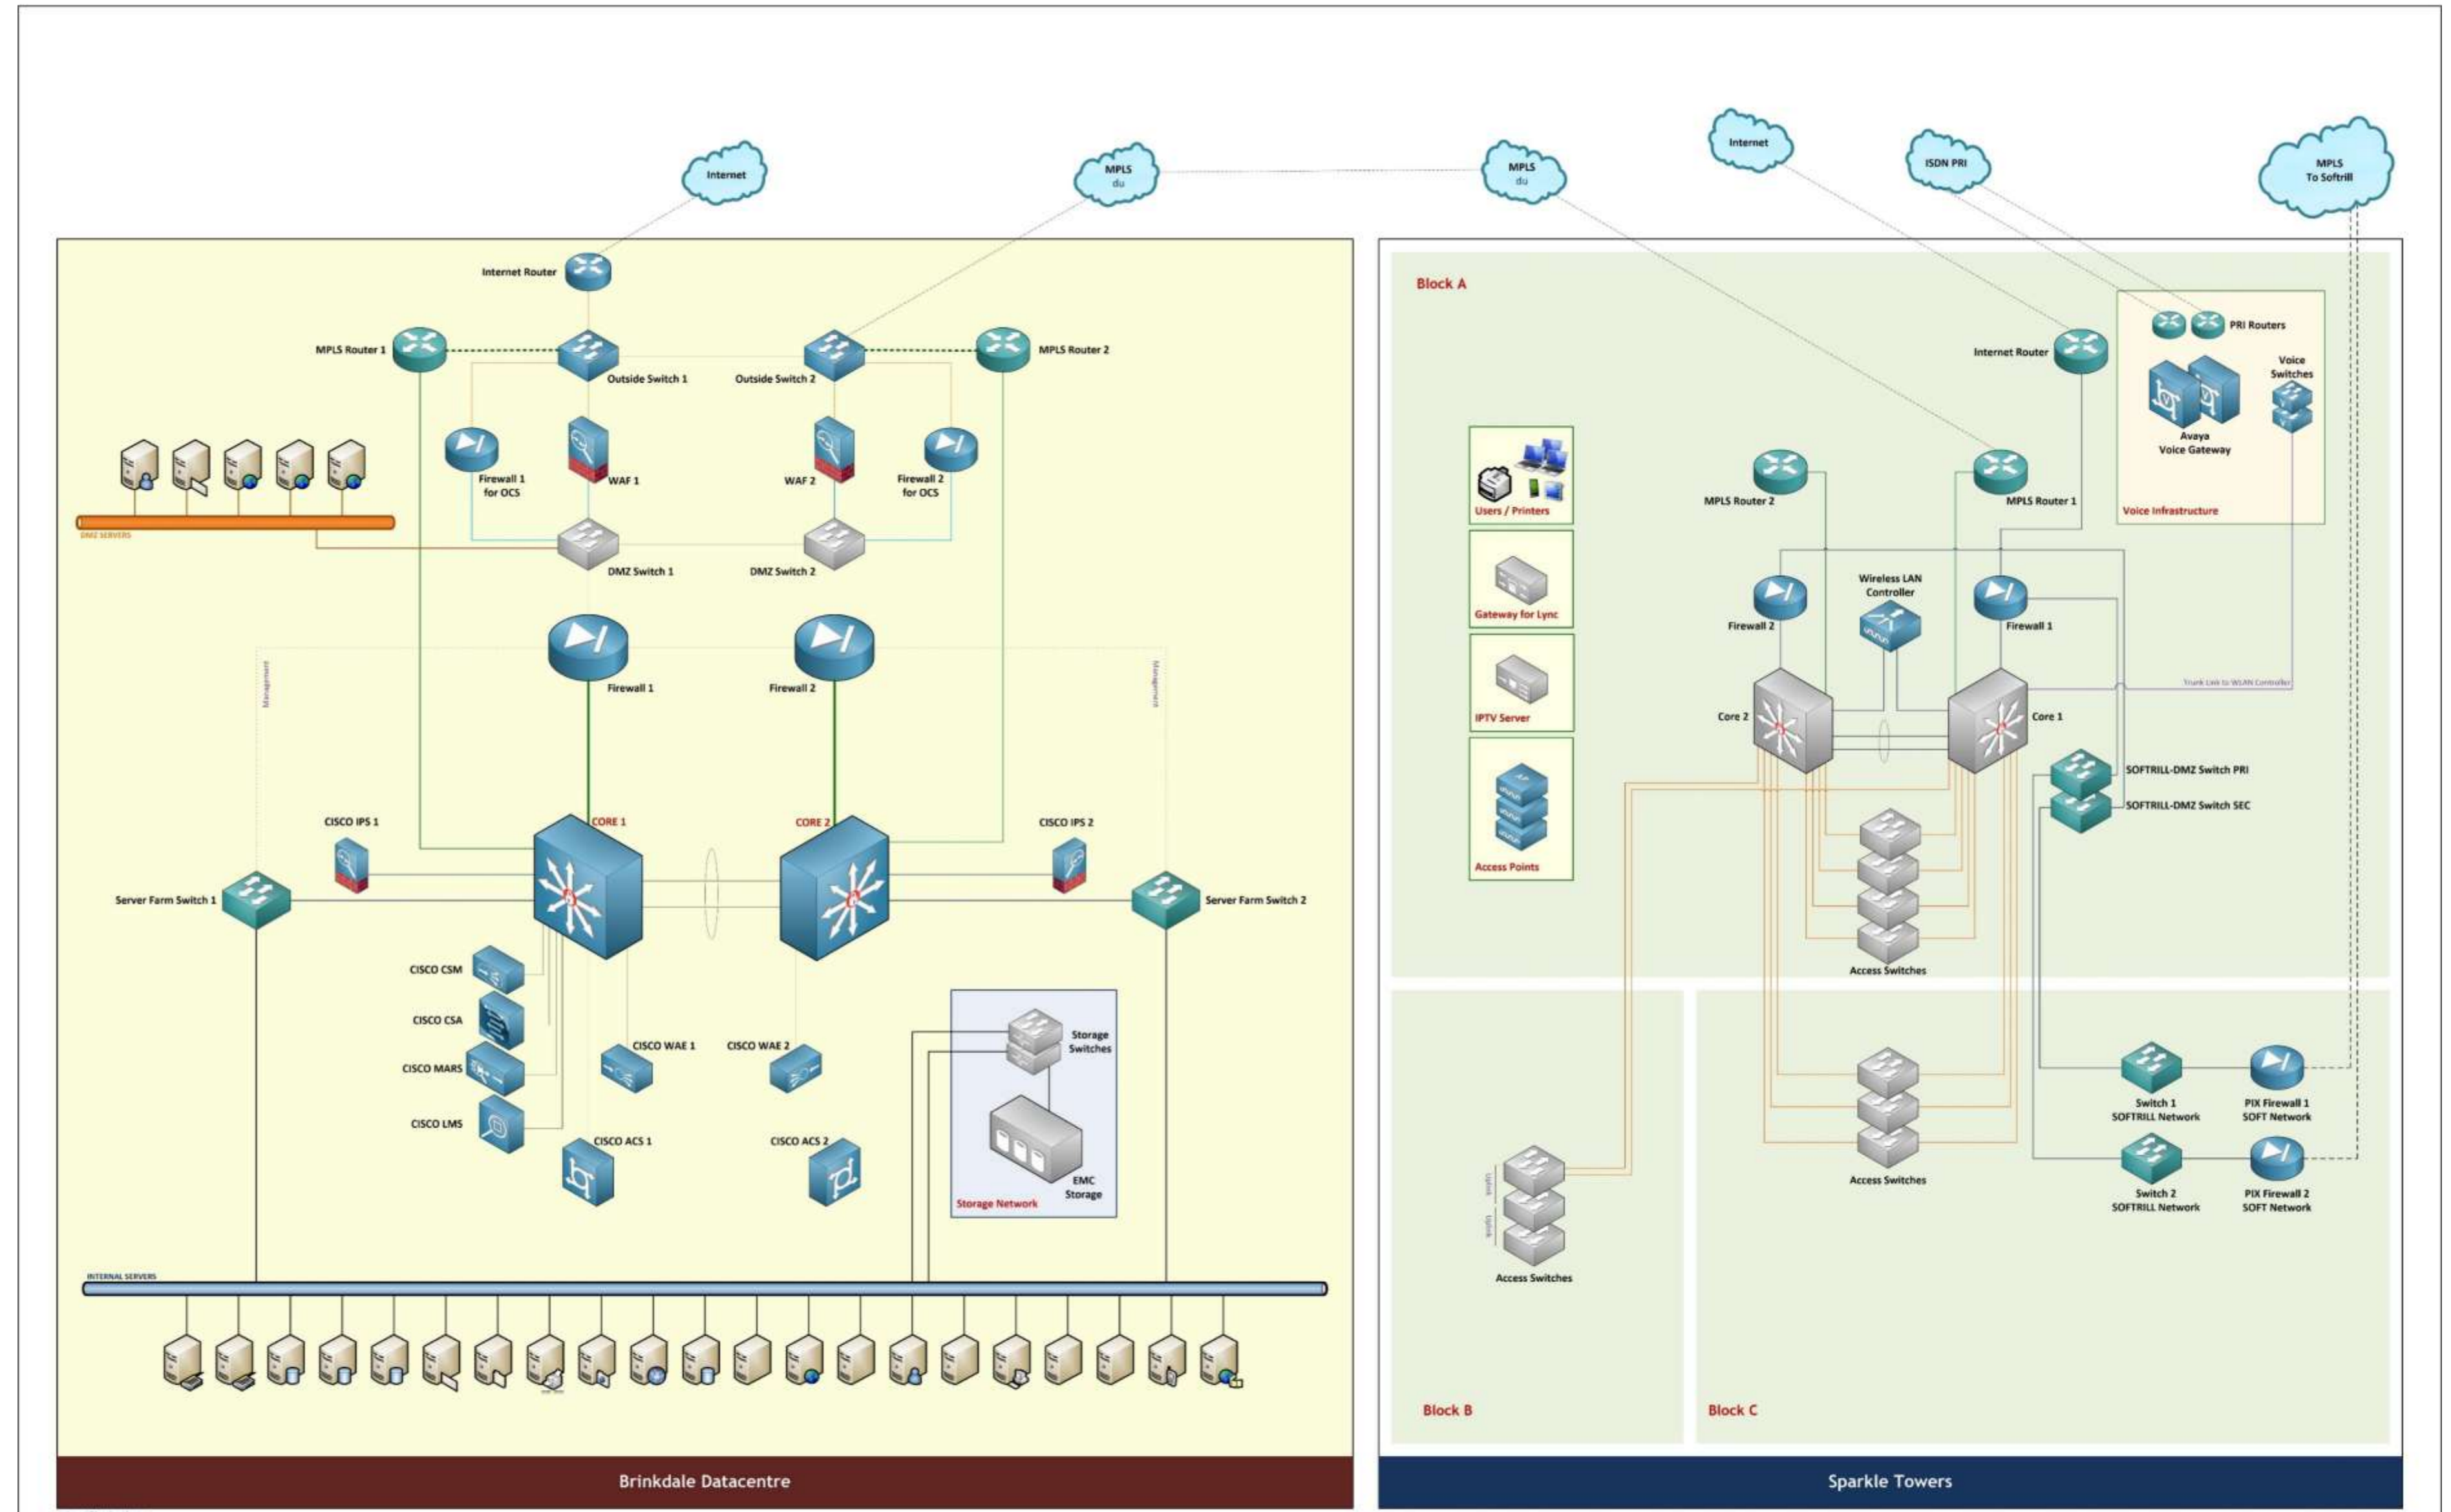 Internet
MPLS
du
MPLS
du
Internet
ISDN PRI
MPLS
To Softrill
Internet Router
MPLS Router 1
Outside Switch 1
Outside Switch 2
MPLS Router 2
Firewall 1
for OCS
WAF 1
WAF 2
Firewall 2
for OCS
DMZ SERVERS
DMZ Switch 1
DMZ Switch 2
Management
Firewall 1
Firewall 2
Management
CISCO IPS 1
CORE 1
CORE 2
CISCO IPS 2
Server Farm Switch 1
Server Farm Switch 2
CISCO CSM
CISCO CSA
CISCO MARS
CISCO LMS
CISCO WAE 1
CISCO WAE 2
CISCO ACS 1
CISCO ACS 2
Storage
Switches
EMC
Storage
Storage Network
INTERNAL SERVERS
Brinkdale Datacentre
Block A
Internet Router
PRI Routers
Voice
Switches
Avaya
Voice Gateway
Voice Infrastructure
MPLS Router 2
MPLS Router 1
Users / Printers
Gateway for Lync
IPTV Server
AP
Access Points
Wireless LAN
Controller
Firewall 2
Firewall 1
Trunk Link to WLAN Controller
Core 2
Core 1
SOFTRILL-DMZ Switch PRI
SOFTRILL-DMZ Switch SEC
Access Switches
Switch 1
SOFTRILL Network
PIX Firewall 1
SOFT Network
Access Switches
Switch 2
SOFTRILL Network
PIX Firewall 2
SOFT Network
Uplink
Uplink
Access Switches
Block B
Block C
Sparkle Towers